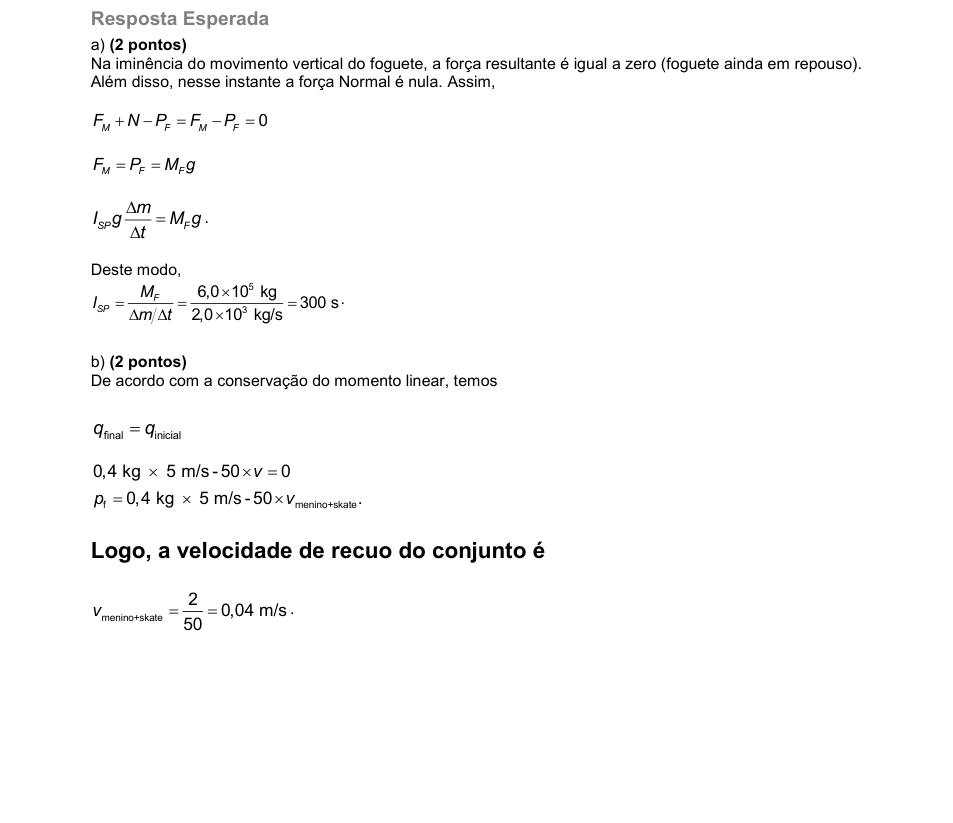 Resposta Esperada
a) (2 pontos)
Na iminência do movimento vertical do foguete, a força resultante é igual a zero (foguete ainda em repouso).
Além disso, nesse instante a força Normal é nula. Assim,
F_M + N − P_F = F_M − P_F = 0
F_M = P_F = M_F g
I_SP g Δm/Δt = M_F g .
Deste modo,
I_SP = M_F / (Δm/Δt) = 6,0×10⁵ kg / 2,0×10³ kg/s = 300 s·
b) (2 pontos)
De acordo com a conservação do momento linear, temos
q_final = q_inicial
0,4 kg × 5 m/s - 50 × v = 0
p_f = 0,4 kg × 5 m/s - 50 × v_menino+skate .
Logo, a velocidade de recuo do conjunto é
v_menino+skate = 2/50 = 0,04 m/s .